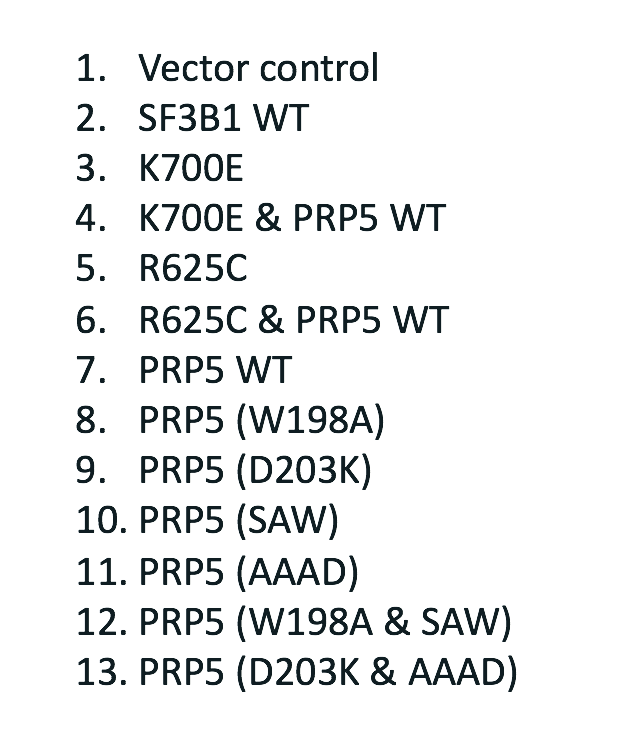 1. Vector control
2. SF3B1 WT
3. K700E
4. K700E & PRP5 WT
5. R625C
6. R625C & PRP5 WT
7. PRP5 WT
8. PRP5 (W198A)
9. PRP5 (D203K)
10. PRP5 (SAW)
11. PRP5 (AAAD)
12. PRP5 (W198A & SAW)
13. PRP5 (D203K & AAAD)